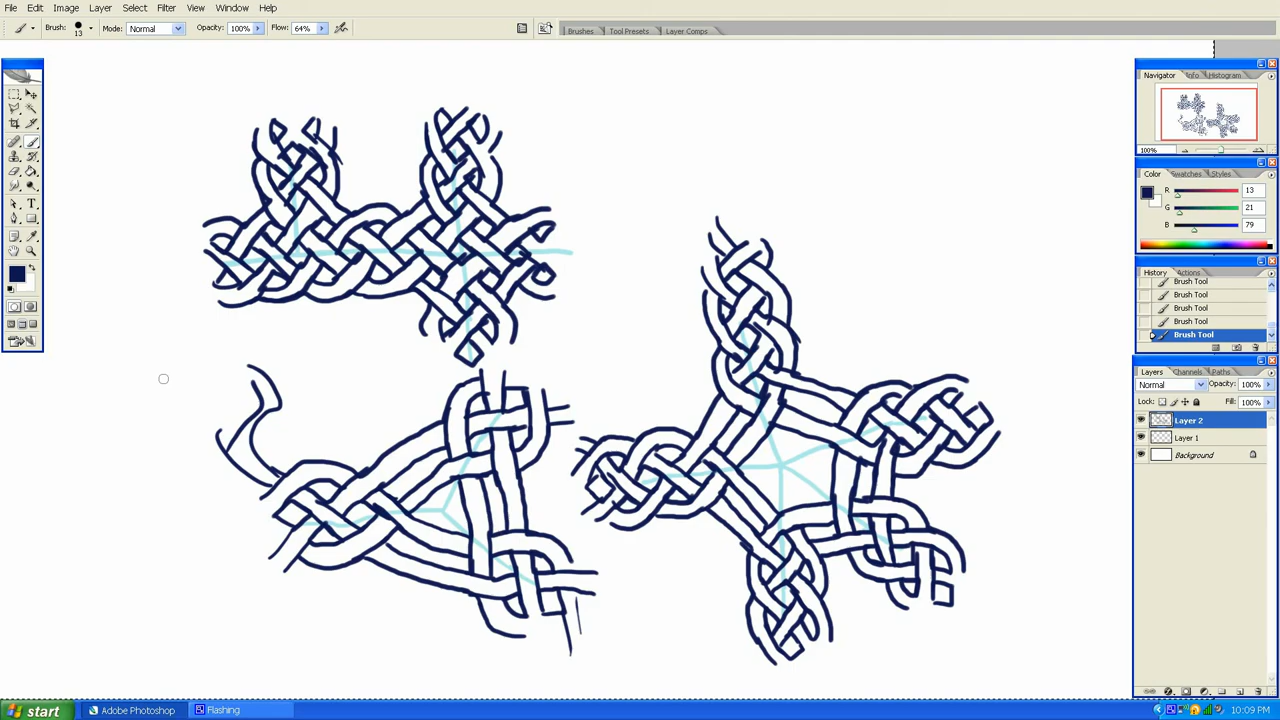 File Edit Image Layer Select Filter View Window Help
Brush: 13 Mode: Normal Opacity: 100% Flow: 64%
Brushes Tool Presets Layer Comps
Navigator Info Histogram
100%
Color Swatches Styles
R 13
G 21
B 79
History Actions
Brush Tool
Brush Tool
Brush Tool
Brush Tool
Brush Tool
Layers Channels Paths
Normal Opacity: 100%
Lock: Fill: 100%
Layer 2
Layer 1
Background
start Adobe Photoshop Flashing 10:09 PM